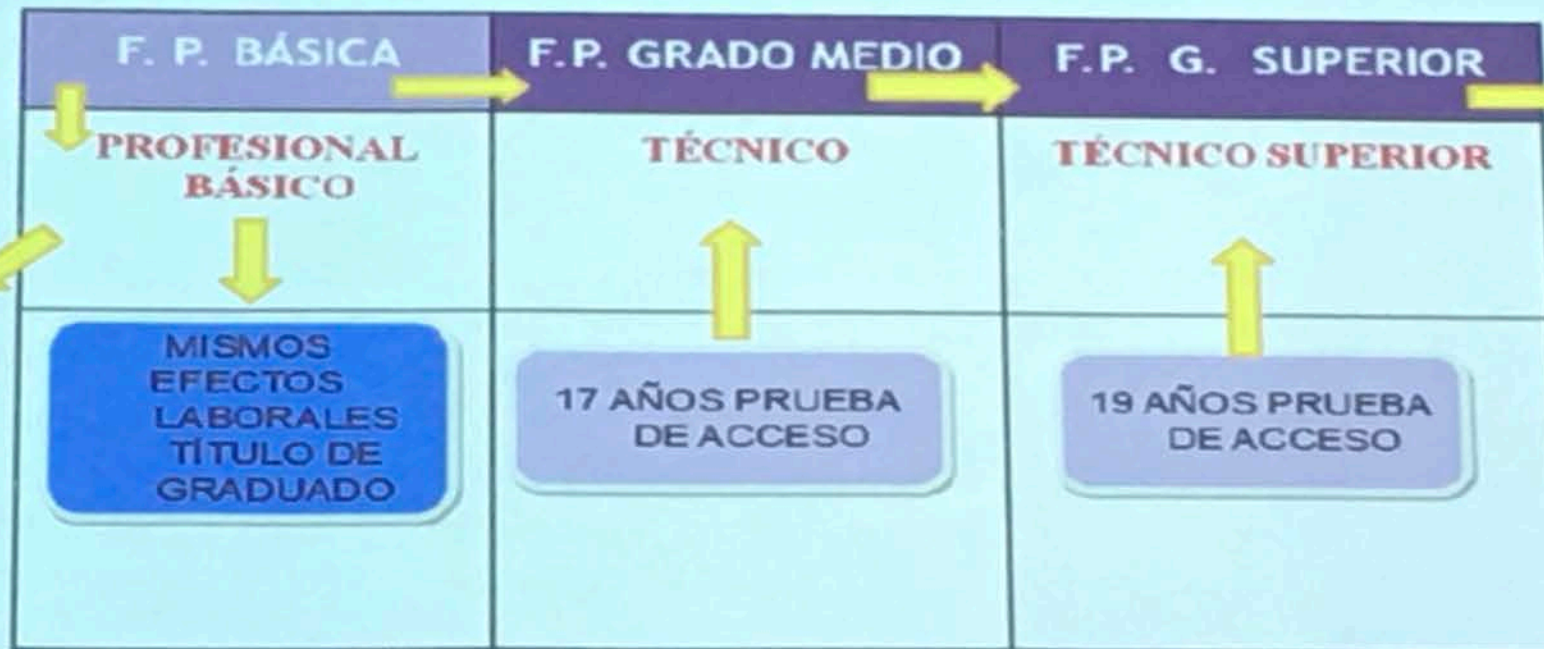 F. P. BÁSICA
F.P. GRADO MEDIO
F.P. G. SUPERIOR
PROFESIONAL
BÁSICO
TÉCNICO
TÉCNICO SUPERIOR
MISMOS
EFECTOS
LABORALES
TÍTULO DE
GRADUADO
17 AÑOS PRUEBA
DE ACCESO
19 AÑOS PRUEBA
DE ACCESO